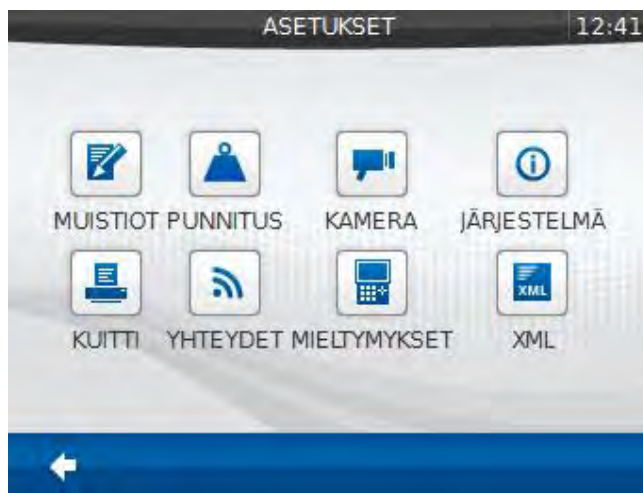 ASETUKSET 12:41
MUISTIOT PUNNITUS KAMERA JÄRJESTELMÄ
XML
KUITTI YHTEYDET MIELTYMYKSET XML